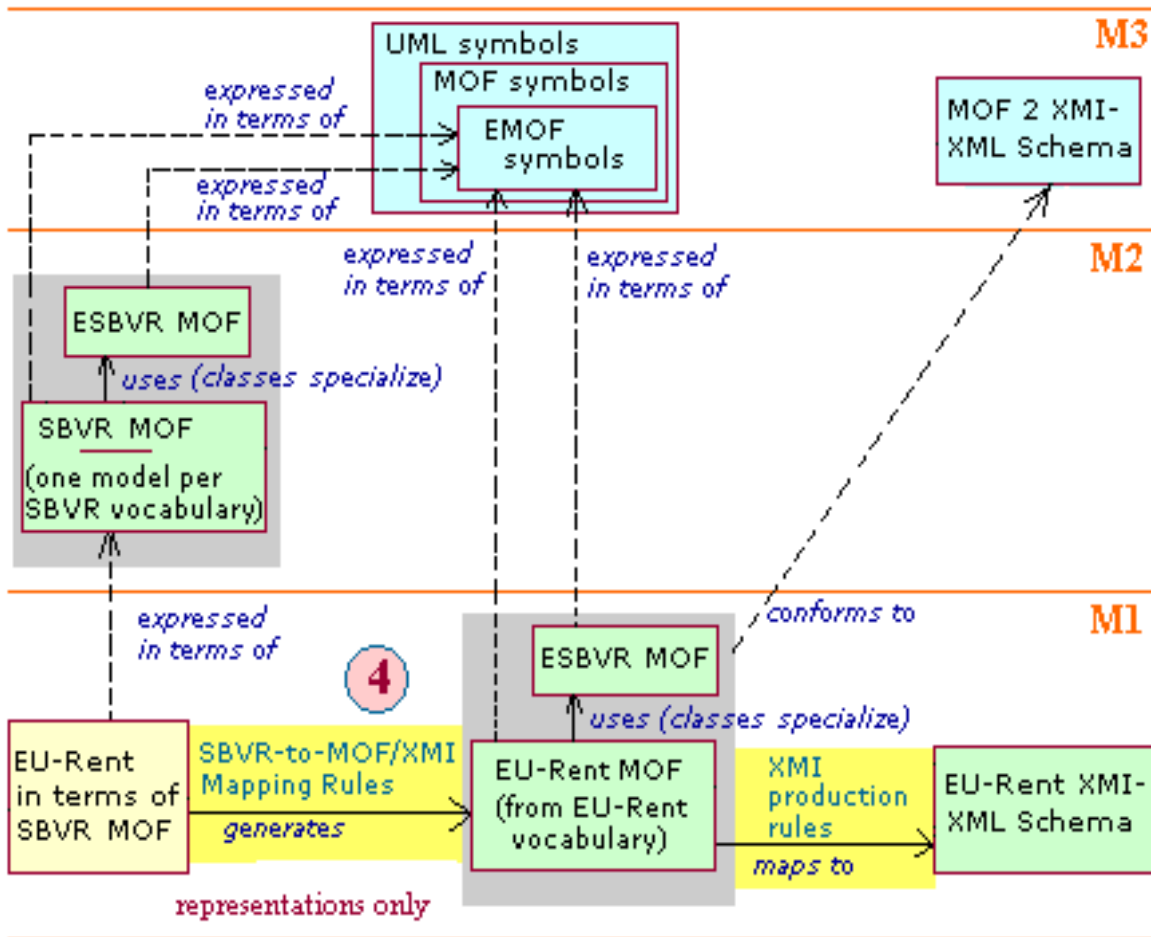 M3
UML symbols
MOF symbols
EMOF
symbols
MOF 2 XMI-
XML Schema
expressed
in terms of
expressed
in terms of
M2
expressed
in terms of
expressed
in terms of
ESBVR MOF
uses (classes specialize)
SBVR MOF
(one model per
SBVR vocabulary)
M1
expressed
in terms of
conforms to
4
ESBVR MOF
uses (classes specialize)
EU-Rent
in terms of
SBVR MOF
SBVR-to-MOF/XMI
Mapping Rules
generates
EU-Rent MOF
(from EU-Rent
vocabulary)
XMI
production
rules
maps to
EU-Rent XMI-
XML Schema
representations only